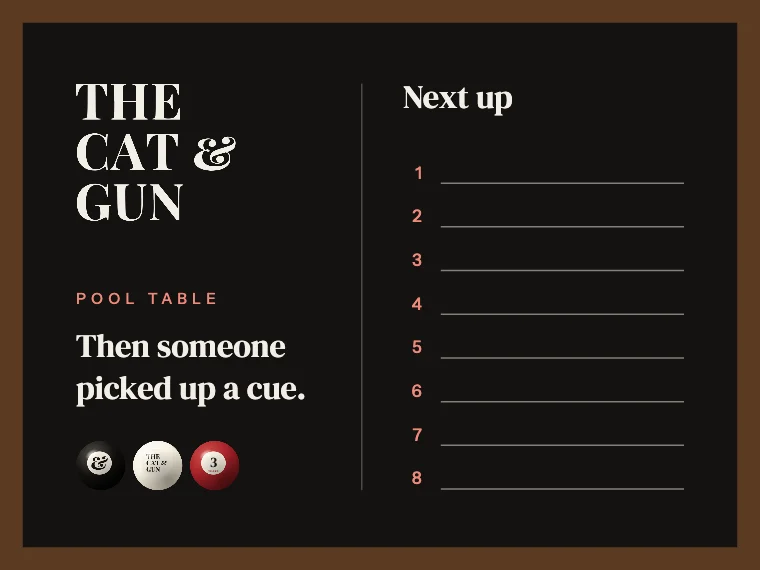 THE
CAT &
GUN
POOL TABLE
Then someone
picked up a cue.
&
THE
CAT &
GUN
3
Next up
1
2
3
4
5
6
7
8